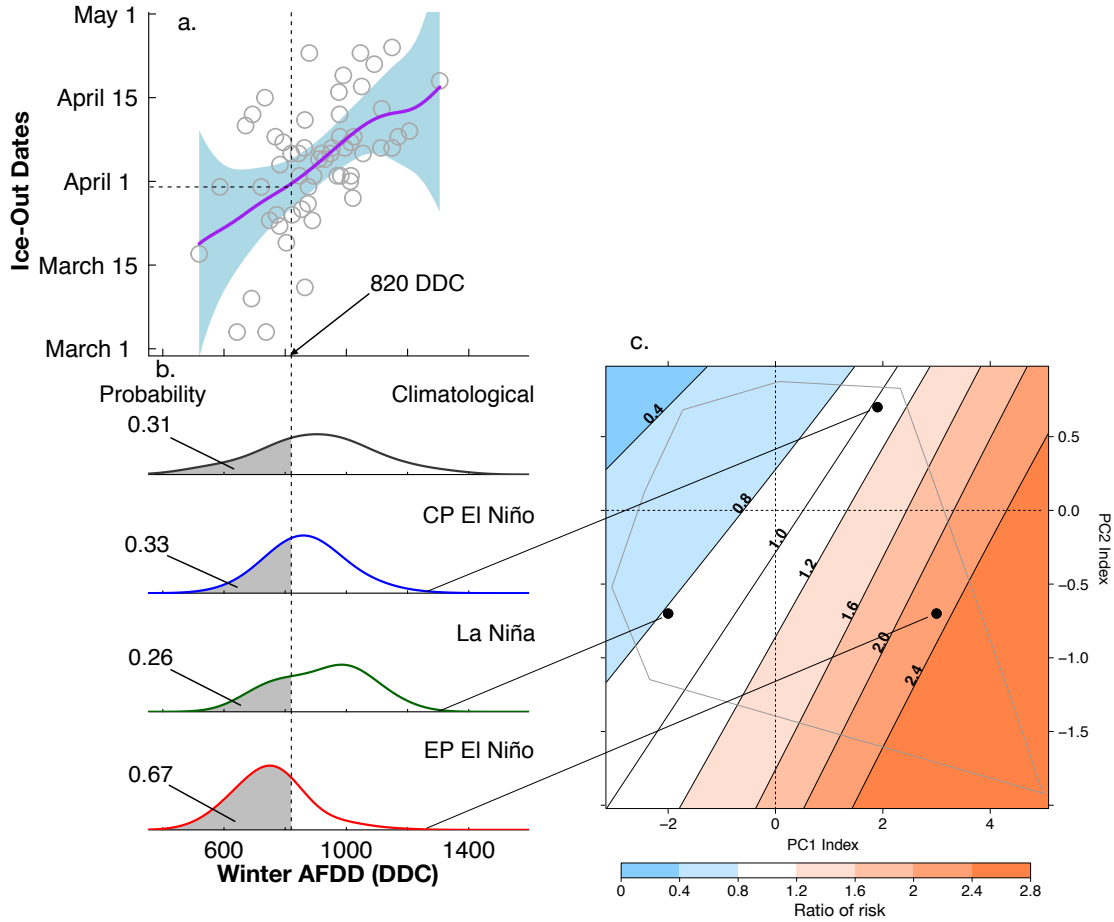 a.
May 1
April 15
April 1
March 15
March 1
Ice-Out Dates
820 DDC
b.
Probability
Climatological
0.31
CP El Niño
0.33
La Niña
0.26
EP El Niño
0.67
600 1000 1400
Winter AFDD (DDC)
c.
0.4
0.8
1.0
1.2
1.6
2.0
2.4
0.5
0.0
−0.5
−1.0
−1.5
PC2 Index
−2 0 2 4
PC1 Index
0 0.4 0.8 1.2 1.6 2 2.4 2.8
Ratio of risk